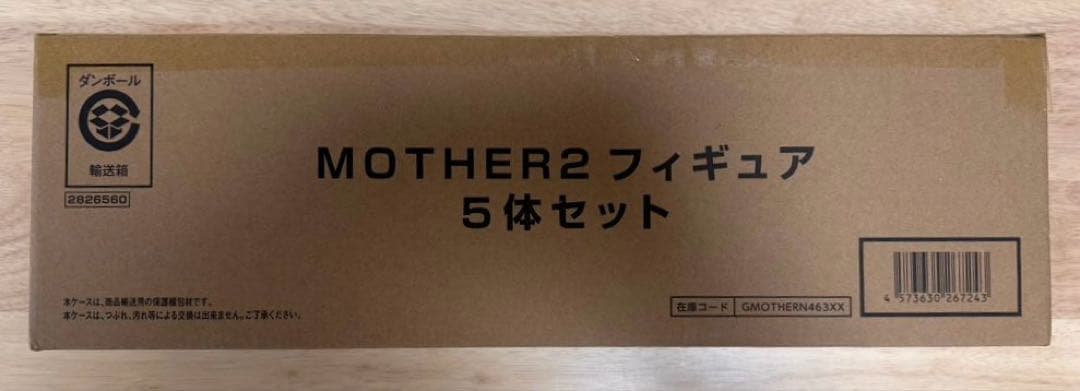 ダンボール
輸送箱
2826560
MOTHER2 フィギュア
5体セット
本ケースは、商品輸送用の保護梱包材です。
本ケースは、つぶれ、汚れ等による交換は出来ません。ご了承ください。
在庫コード GMOTHERN463XX
4 573630 267243